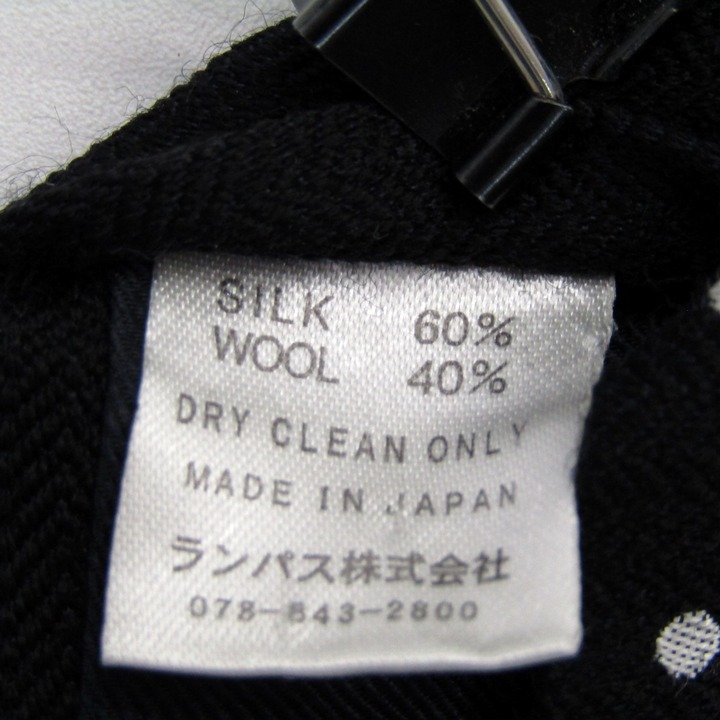 SILK 60%
WOOL 40%
DRY CLEAN ONLY
MADE IN JAPAN
ランパス株式会社
078-843-2800